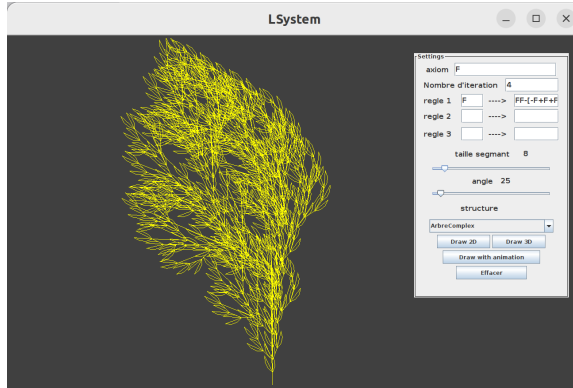 LSystem
Settings
axiom F
Nombre d'iteration 4
regle 1 F ----> FF-[-F+F+F
regle 2 ---->
regle 3 ---->
taille segmant 8
angle 25
structure
ArbreComplex
Draw 2D Draw 3D
Draw with animation
Effacer